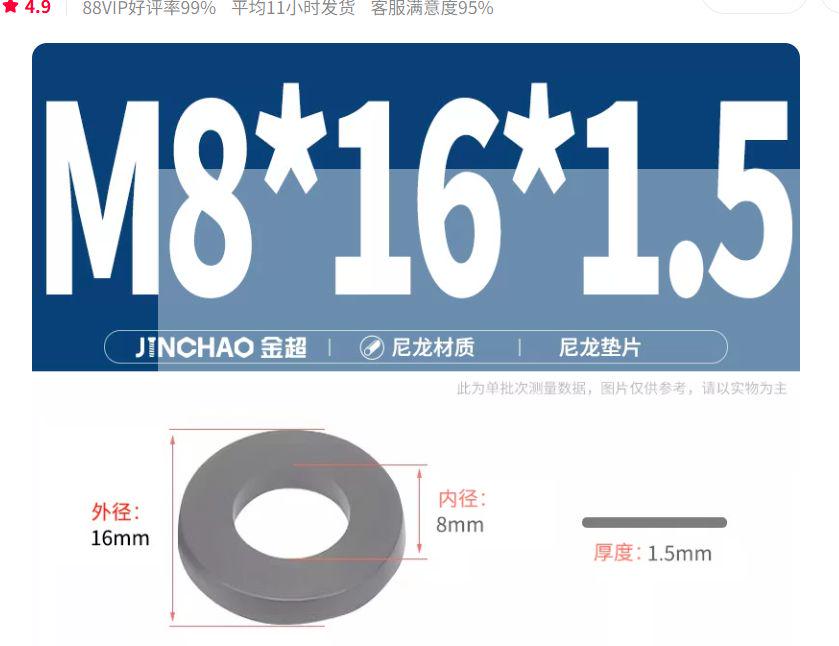 4.9 88VIP好评率99% 平均11小时发货 客服满意度95%
M8*16*1.5
JINCHAO 金超 | 尼龙材质 | 尼龙垫片
此为单批次测量数据，图片仅供参考，请以实物为主
外径：
16mm
内径：
8mm
厚度：1.5mm